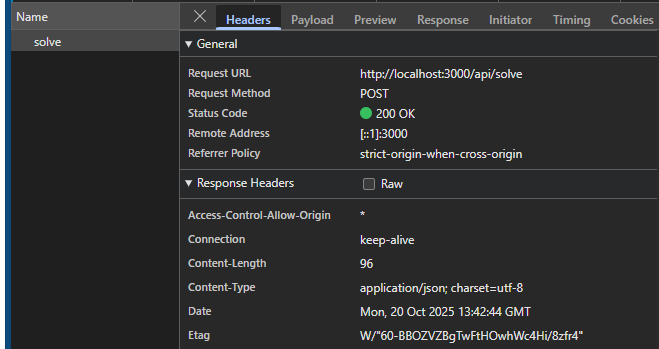 Name
solve
Headers Payload Preview Response Initiator Timing Cookies
General
Request URL http://localhost:3000/api/solve
Request Method POST
Status Code 200 OK
Remote Address [::1]:3000
Referrer Policy strict-origin-when-cross-origin
Response Headers Raw
Access-Control-Allow-Origin *
Connection keep-alive
Content-Length 96
Content-Type application/json; charset=utf-8
Date Mon, 20 Oct 2025 13:42:44 GMT
Etag W/"60-BBOZVZBgTwFtHOwhWc4Hi/8zfr4"